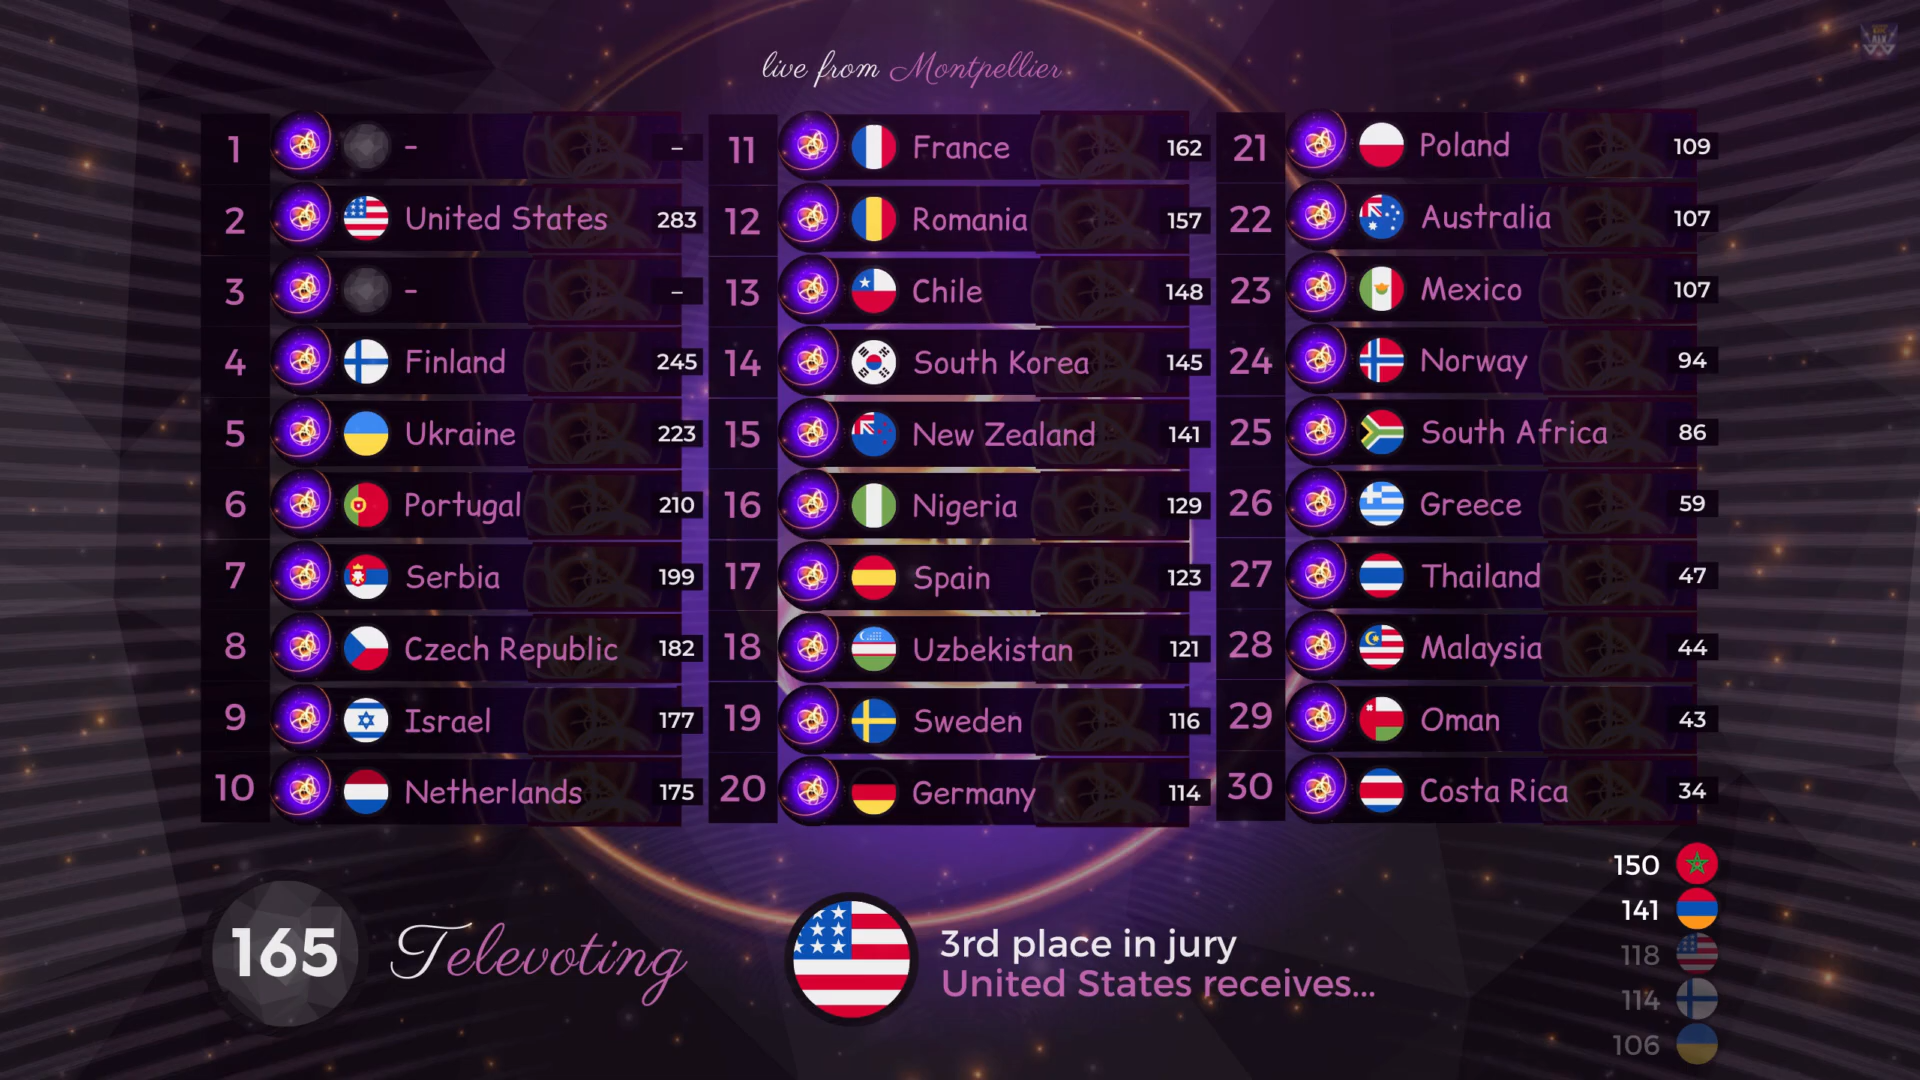 live from Montpellier
1 - –
2 United States 283
3 - –
4 Finland 245
5 Ukraine 223
6 Portugal 210
7 Serbia 199
8 Czech Republic 182
9 Israel 177
10 Netherlands 175
11 France 162
12 Romania 157
13 Chile 148
14 South Korea 145
15 New Zealand 141
16 Nigeria 129
17 Spain 123
18 Uzbekistan 121
19 Sweden 116
20 Germany 114
21 Poland 109
22 Australia 107
23 Mexico 107
24 Norway 94
25 South Africa 86
26 Greece 59
27 Thailand 47
28 Malaysia 44
29 Oman 43
30 Costa Rica 34
165 Televoting
3rd place in jury
United States receives...
150
141
118
114
106